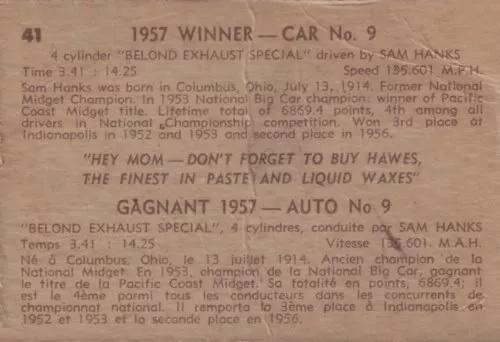 41
1957 WINNER — CAR No. 9
4 cylinder "BELOND EXHAUST SPECIAL" driven by SAM HANKS
Time 3.41 : 14.25 Speed 135.601 M.P.H.
Sam Hanks was born in Columbus, Ohio, July 13, 1914. Former National
Midget Champion. In 1953 National Big Car champion: winner of Pacific
Coast Midget title. Lifetime total of 6869.4 points, 4th among all
drivers in National Championship competition. Won 3rd place at
Indianapolis in 1952 and 1953 and second place in 1956.
"HEY MOM — DON'T FORGET TO BUY HAWES,
THE FINEST IN PASTE AND LIQUID WAXES"
GAGNANT 1957 — AUTO No 9
"BELOND EXHAUST SPECIAL", 4 cylindres, conduite par SAM HANKS
Temps 3.41 : 14.25 Vitesse 135.601 M.A.H.
Né à Columbus, Ohio, le 13 juillet 1914. Ancien champion de la
National Midget. En 1953, champion de la National Big Car, gagnant
le titre de la Pacific Coast Midget. Sa totalité en points, 6869.4; il
est le 4ème parmi tous les conducteurs dans les concurrents de
championnat national. Il remporta la 3ème place à Indianapolis en
1952 et 1953 et la seconde place en 1956.